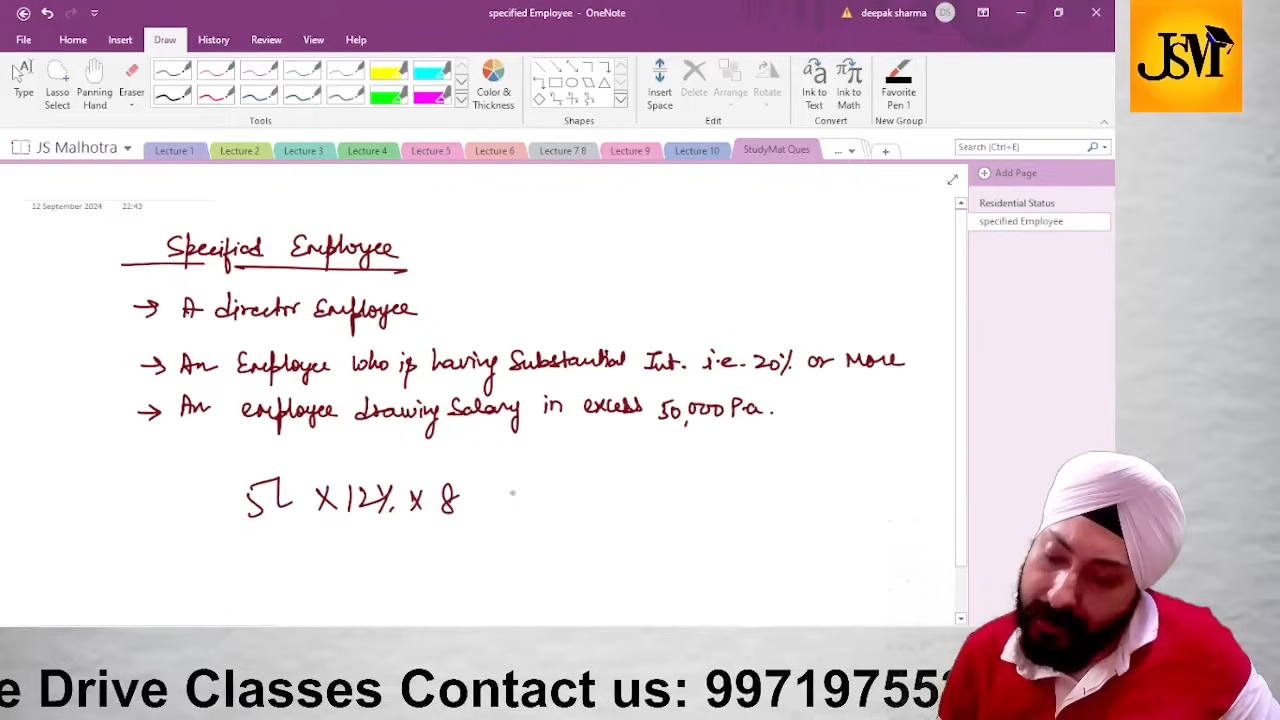 specified Employee - OneNote
deepak sharma DS
File Home Insert Draw History Review View Help
Type Lasso Select Panning Hand Eraser Color & Thickness Insert Space Delete Arrange Rotate Ink to Text Ink to Math Favorite Pen 1
Tools Shapes Edit Convert New Group
JSM
JS Malhotra Lecture 1 Lecture 2 Lecture 3 Lecture 4 Lecture 5 Lecture 6 Lecture 7 8 Lecture 9 Lecture 10 StudyMat Ques ... Search (Ctrl+E)
Add Page
Residential Status
specified Employee
12 September 2024 22:43
Specified Employee
→ A director Employee
→ An Employee who is having Substantial Int. i.e. 20% or More
→ An employee drawing Salary in excess 50,000 P.a.
5L X 12% x 8
e Drive Classes Contact us: 997197553